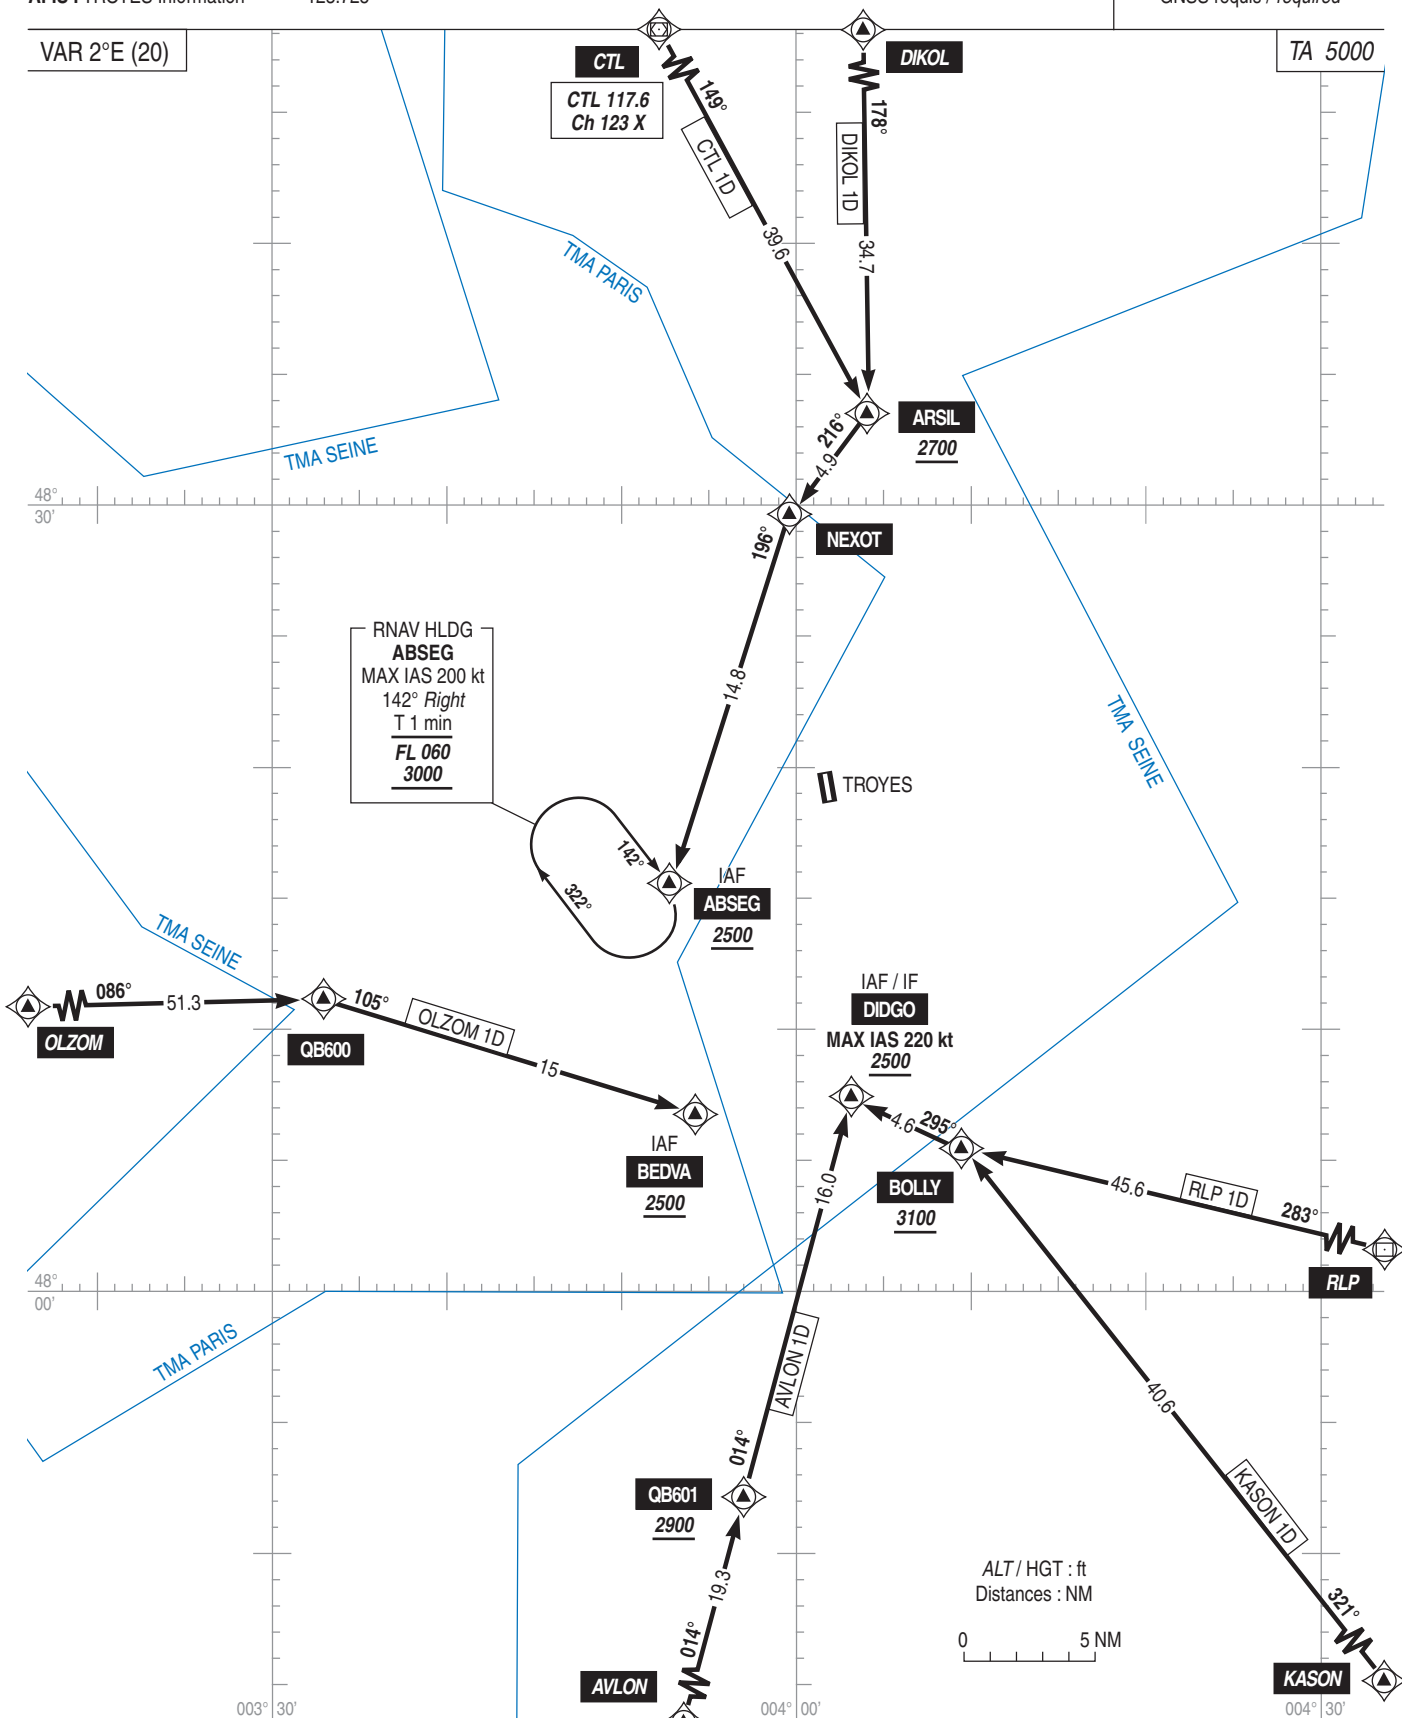 VAR 2°E (20)
TA 5000
CTL
CTL 117.6
Ch 123 X
DIKOL
149°
178°
CTL 1D
DIKOL 1D
39.6
34.7
TMA PARIS
TMA SEINE
216°
ARSIL
2700
4.9
48°
30'
196°
NEXOT
RNAV HLDG
ABSEG
MAX IAS 200 kt
142° Right
T 1 min
FL 060
3000
14.8
TMA SEINE
TROYES
142°
322°
IAF
ABSEG
2500
TMA SEINE
086°
51.3
OLZOM
105°
OLZOM 1D
QB600
15
IAF
BEDVA
2500
IAF / IF
DIDGO
MAX IAS 220 kt
2500
4.6
295°
16.0
BOLLY
3100
45.6
RLP 1D
283°
RLP
48°
00'
TMA PARIS
AVLON 1D
40.6
014°
QB601
2900
KASON 1D
19.3
ALT / HGT : ft
Distances : NM
0 5 NM
321°
014°
AVLON
KASON
003° 30'
004° 00'
004° 30'